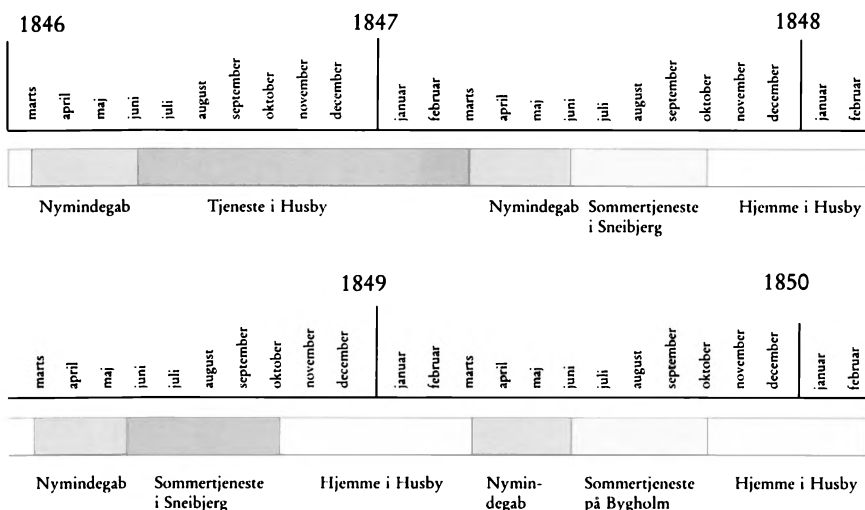 1846 1847 1848
marts april maj juni juli august september oktober november december januar februar marts april maj juni juli august september oktober november december januar februar
Nymindegab Tjeneste i Husby Nymindegab Sommertjeneste Hjemme i Husby
i Sneibjerg
1849 1850
marts april maj juni juli august september oktober november december januar februar marts april maj juni juli august september oktober november december januar februar
Nymindegab Sommertjeneste Hjemme i Husby Nymin- Sommertjeneste Hjemme i Husby
i Sneibjerg degab på Bygholm